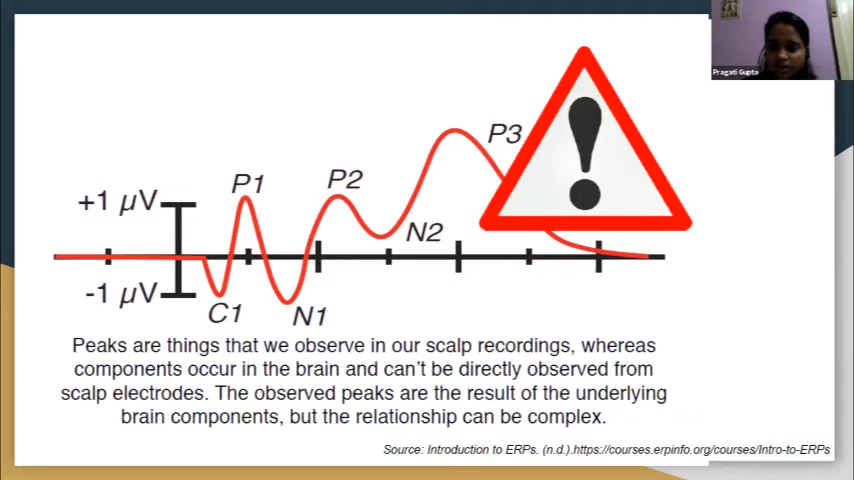 Pragati Gupta
P3
P1
P2
+1 μV
N2
-1 μV
C1
N1
Peaks are things that we observe in our scalp recordings, whereas
components occur in the brain and can't be directly observed from
scalp electrodes. The observed peaks are the result of the underlying
brain components, but the relationship can be complex.
Source: Introduction to ERPs. (n.d.).https://courses.erpinfo.org/courses/Intro-to-ERPs